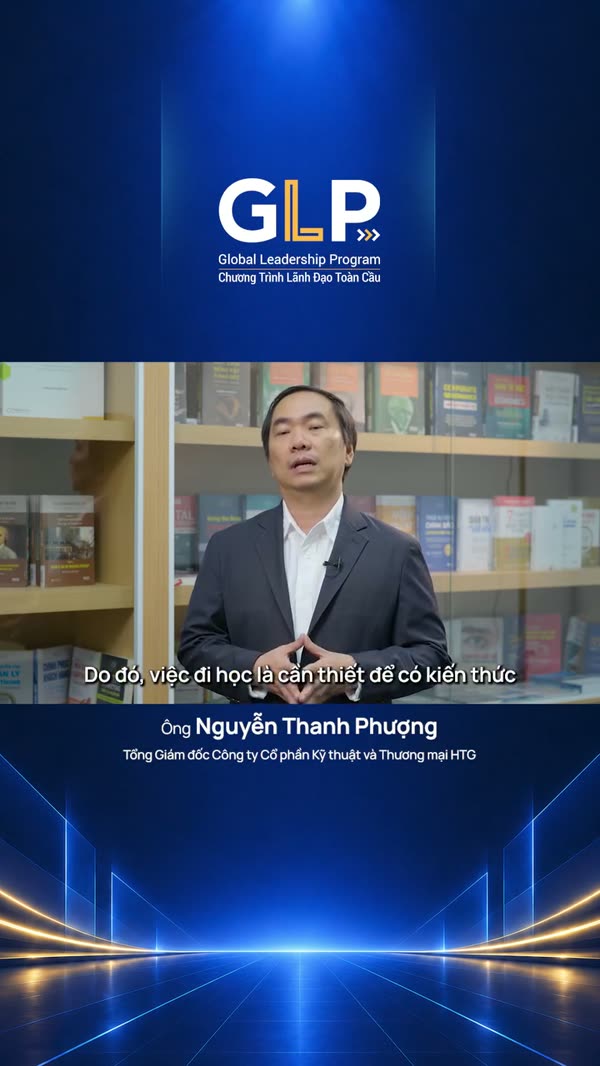 GLP
Global Leadership Program
Chương Trình Lãnh Đạo Toàn Cầu
Do đó, việc đi học là cần thiết để có kiến thức
Ông Nguyễn Thanh Phượng
Tổng Giám đốc Công ty Cổ phần Kỹ thuật và Thương mại HTG